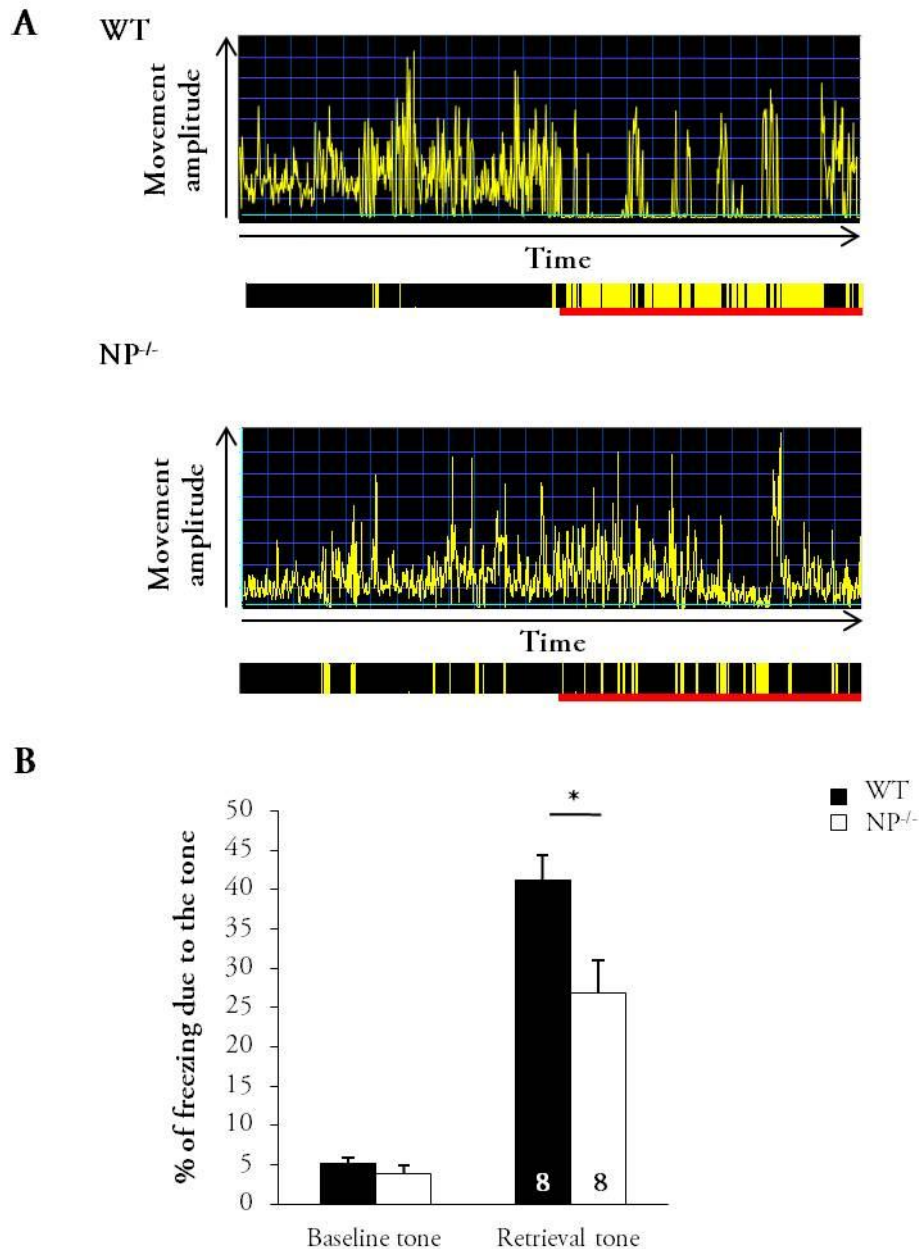 A
WT
Movement
amplitude
Time
NP-/-
Movement
amplitude
Time
B
WT
NP-/-
% of freezing due to the tone
50
45
40
35
30
25
20
15
10
5
0
*
8
8
Baseline tone
Retrieval tone